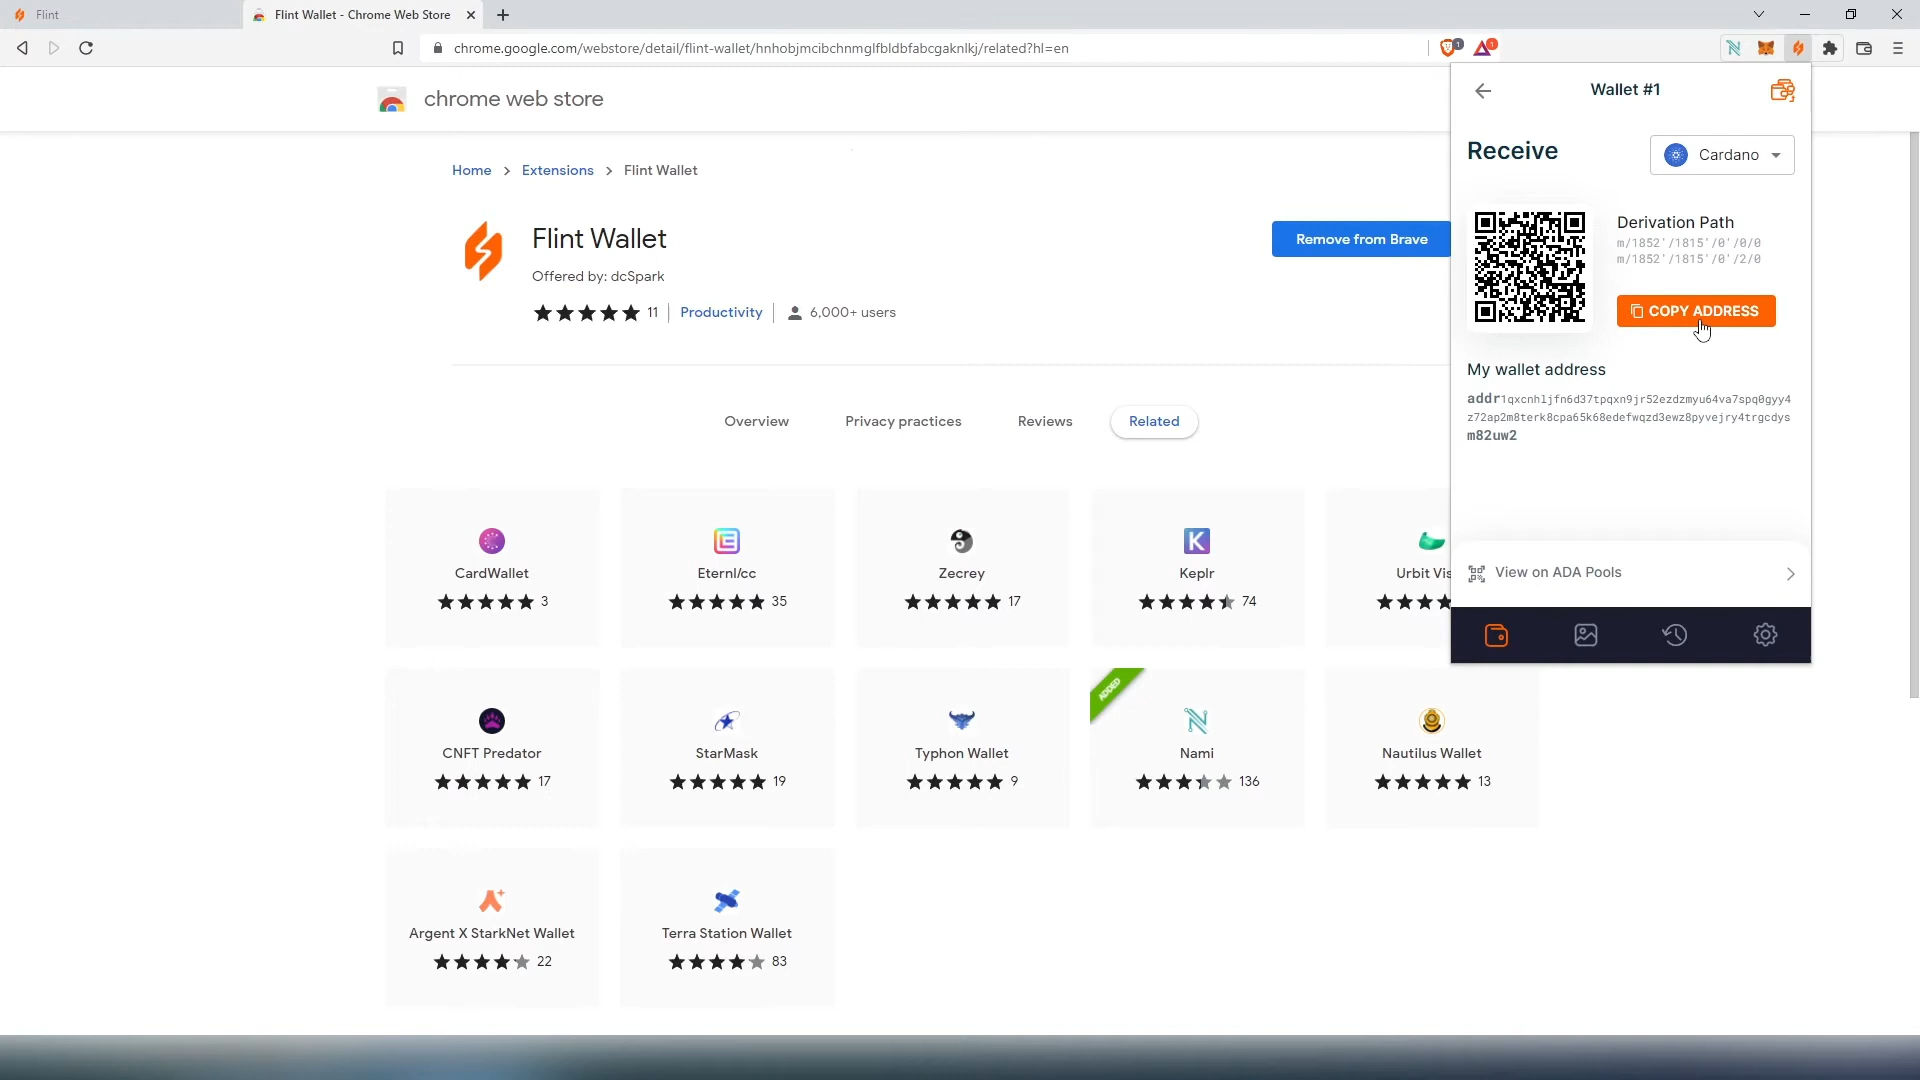 Flint
Flint Wallet - Chrome Web Store
chrome.google.com/webstore/detail/flint-wallet/hnhobjmcibchnmglfbldbfabcgaknlkj/related?hl=en
1
1
chrome web store
Home > Extensions > Flint Wallet
Flint Wallet
Offered by: dcSpark
11
Productivity
6,000+ users
Remove from Brave
Overview
Privacy practices
Reviews
Related
CardWallet
3
Eternl/cc
35
Zecrey
17
Keplr
74
Urbit Vis
CNFT Predator
17
StarMask
19
Typhon Wallet
9
ADDED
Nami
136
Nautilus Wallet
13
Argent X StarkNet Wallet
22
Terra Station Wallet
83
Wallet #1
Receive
Cardano
Derivation Path
m/1852'/1815'/0'/0/0
m/1852'/1815'/0'/2/0
COPY ADDRESS
My wallet address
addr1qxcnhljfn6d37tpqxn9jr52ezdzmyu64va7spq0gyy4
z72ap2m8terk8cpa65k68edefwqzd3ewz8pyvejry4trgcdys
m82uw2
View on ADA Pools